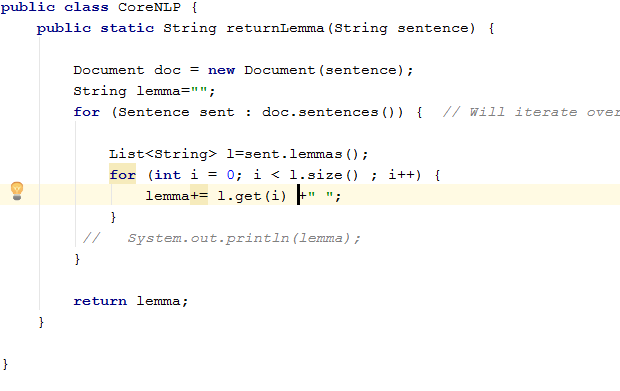 public class CoreNLP {
    public static String returnLemma(String sentence) {
        Document doc = new Document(sentence);
        String lemma="";
        for (Sentence sent : doc.sentences()) {  // Will iterate over
            List<String> l=sent.lemmas();
            for (int i = 0; i < l.size() ; i++) {
                lemma+= l.get(i) +" ";
            }
         //   System.out.println(lemma);
        }
        return lemma;
    }
}